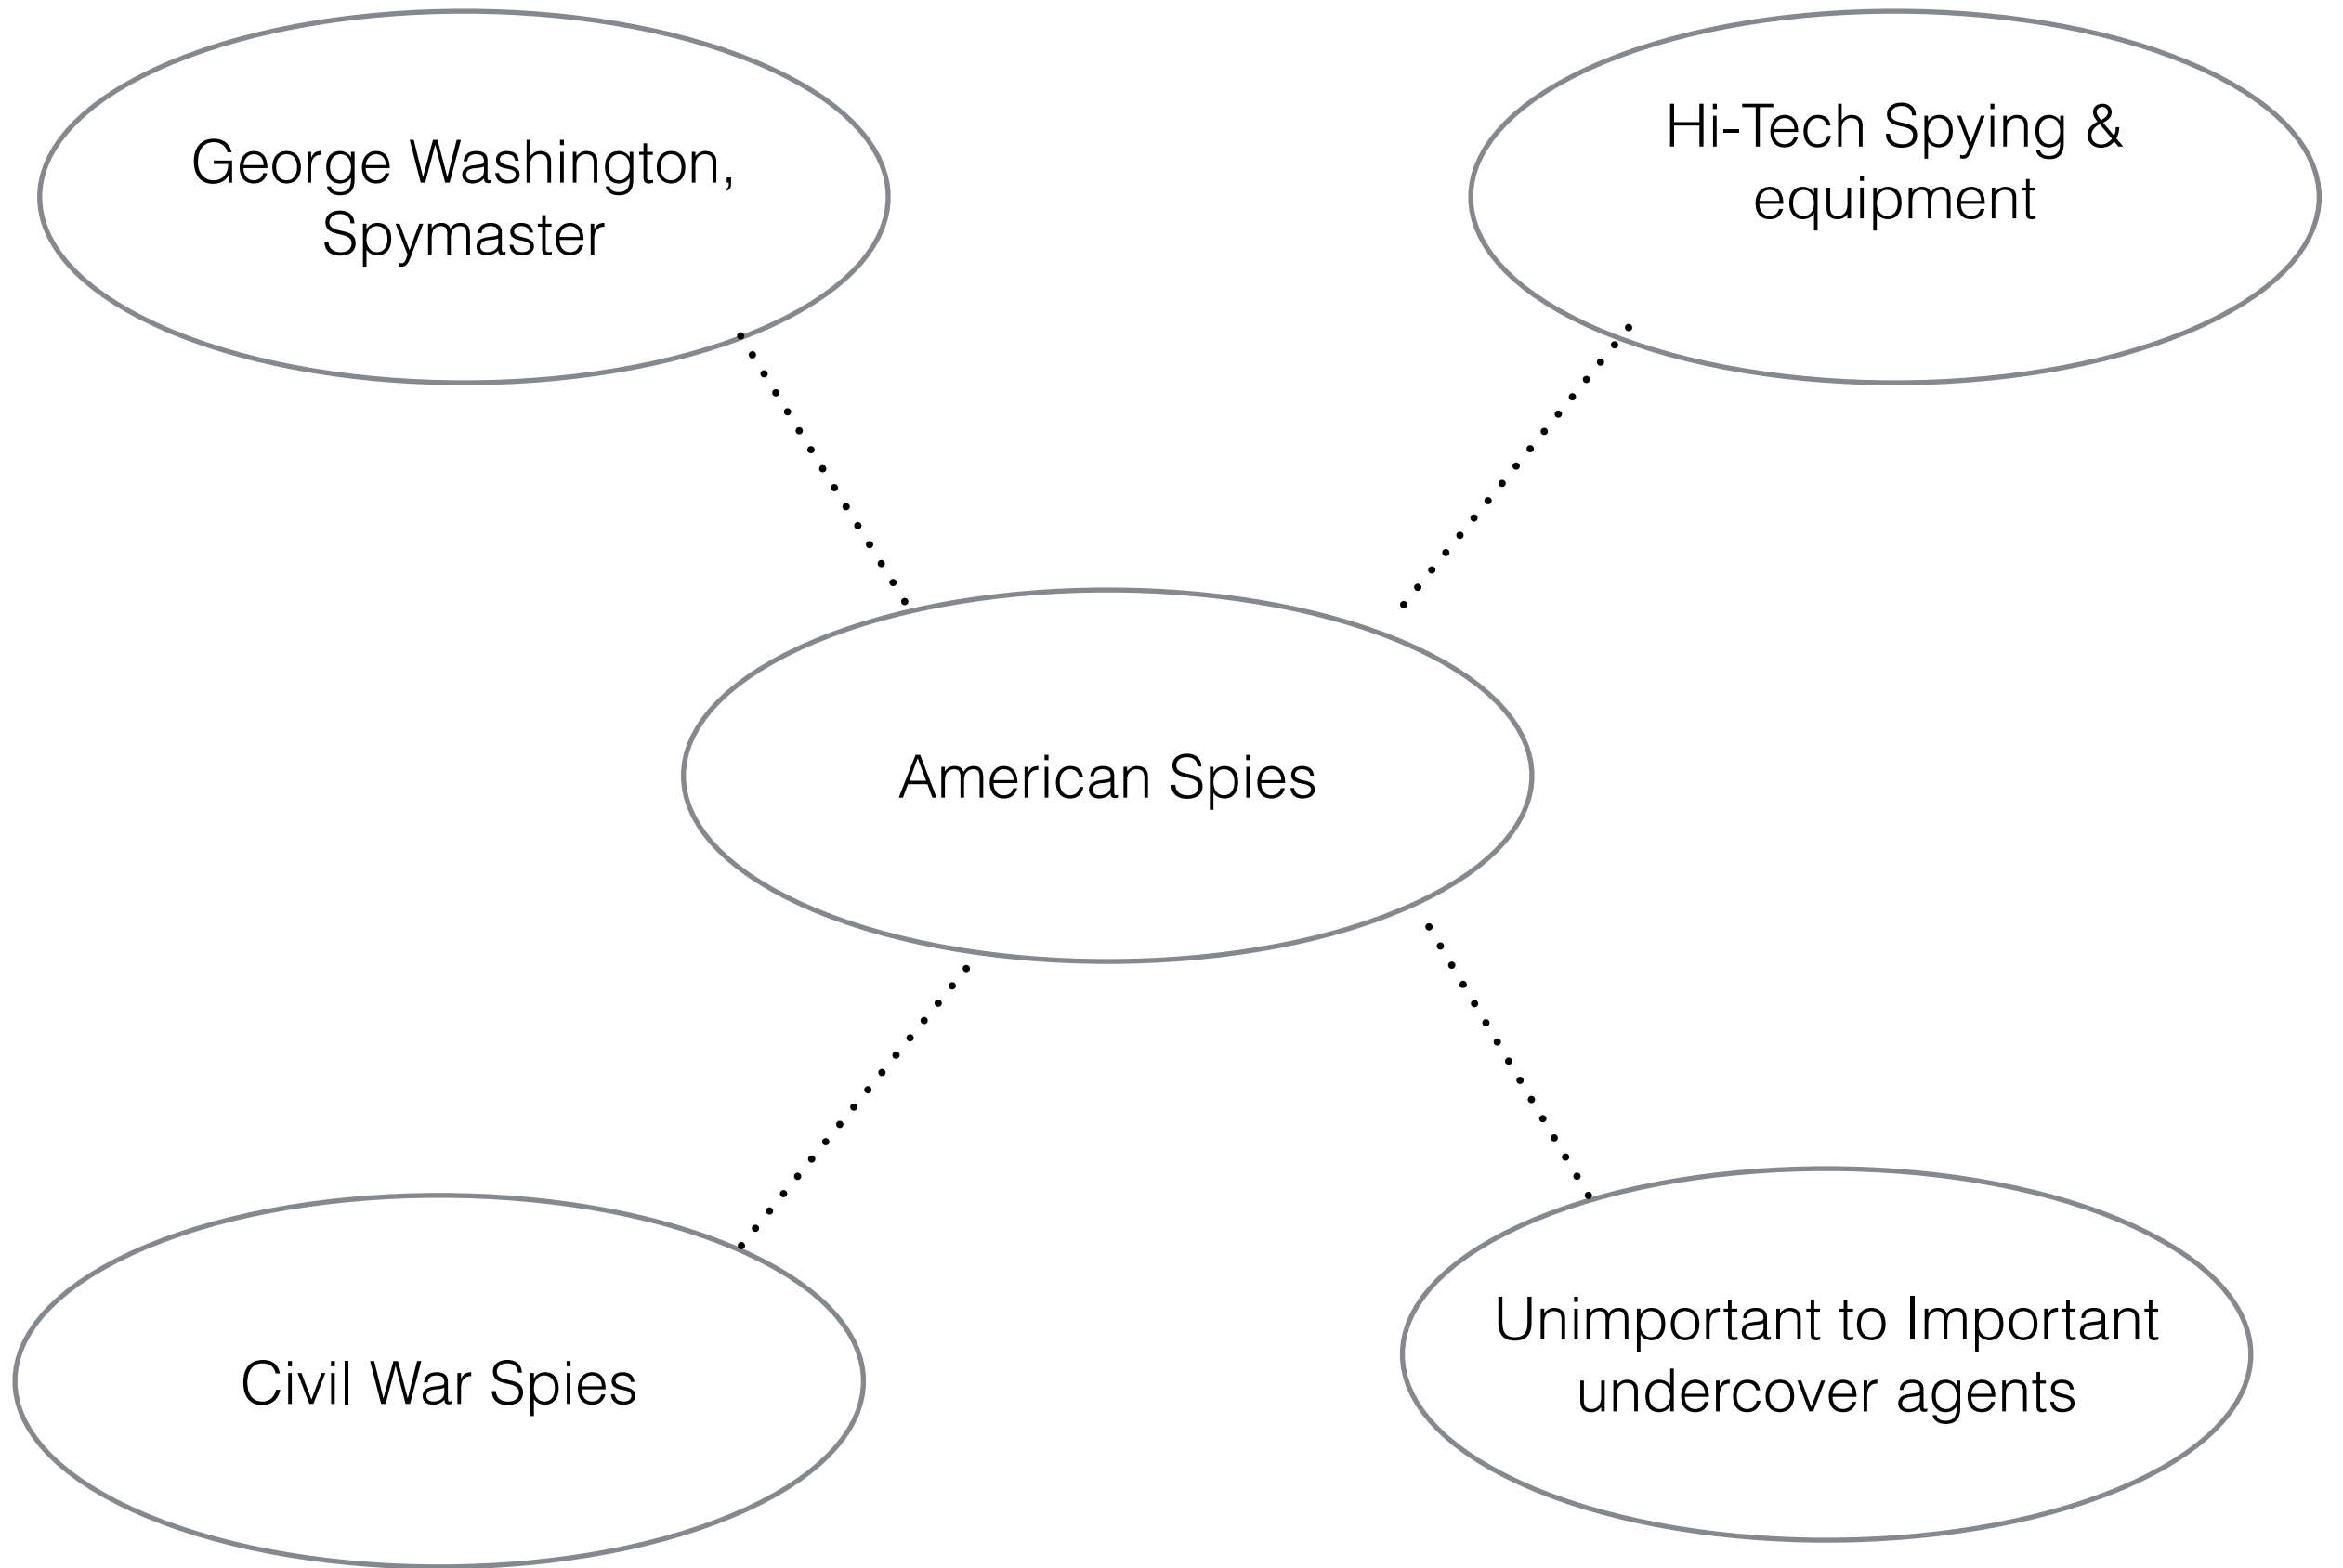 George Washington,
Spymaster
Hi-Tech Spying &
equipment
American Spies
Civil War Spies
Unimportant to Important
undercover agents